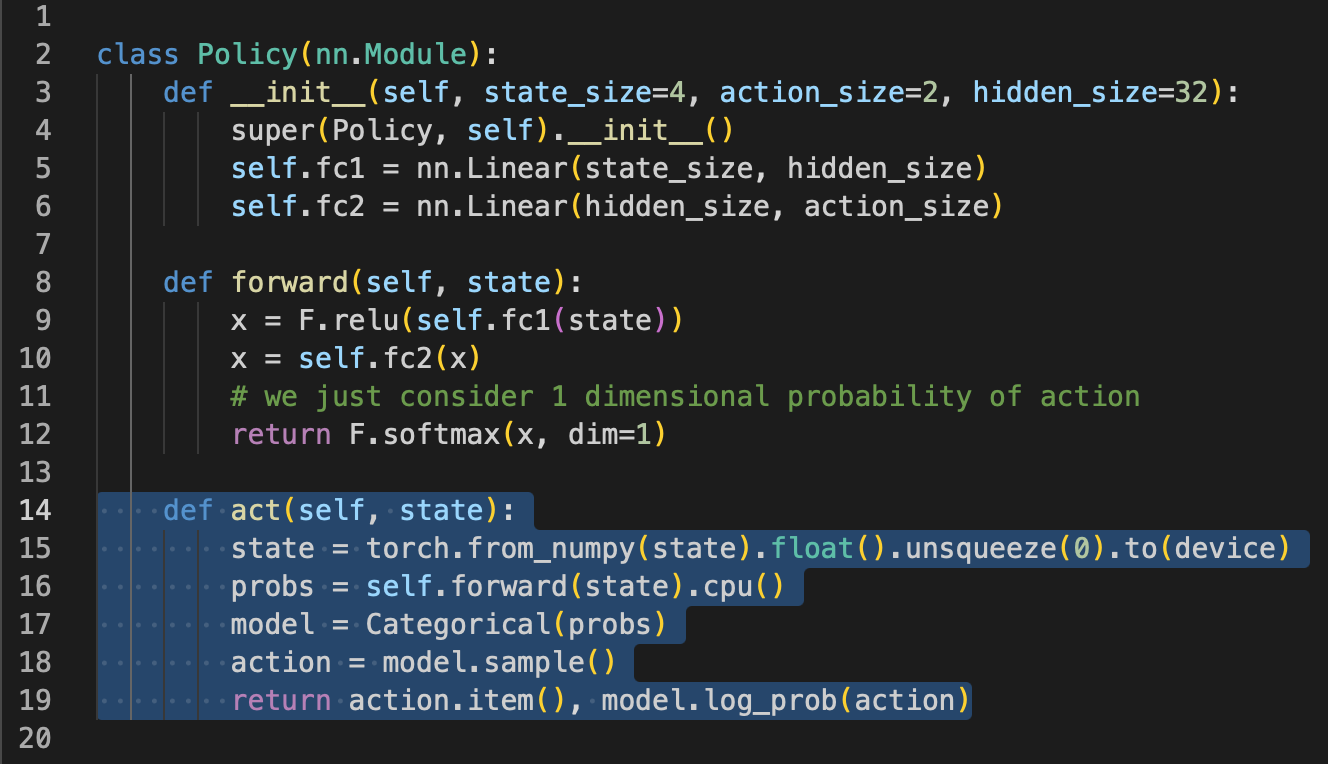 1
2 class Policy(nn.Module):
3     def __init__(self, state_size=4, action_size=2, hidden_size=32):
4         super(Policy, self).__init__()
5         self.fc1 = nn.Linear(state_size, hidden_size)
6         self.fc2 = nn.Linear(hidden_size, action_size)
7
8     def forward(self, state):
9         x = F.relu(self.fc1(state))
10         x = self.fc2(x)
11         # we just consider 1 dimensional probability of action
12         return F.softmax(x, dim=1)
13
14     def act(self, state):
15         state = torch.from_numpy(state).float().unsqueeze(0).to(device)
16         probs = self.forward(state).cpu()
17         model = Categorical(probs)
18         action = model.sample()
19         return action.item(), model.log_prob(action)
20